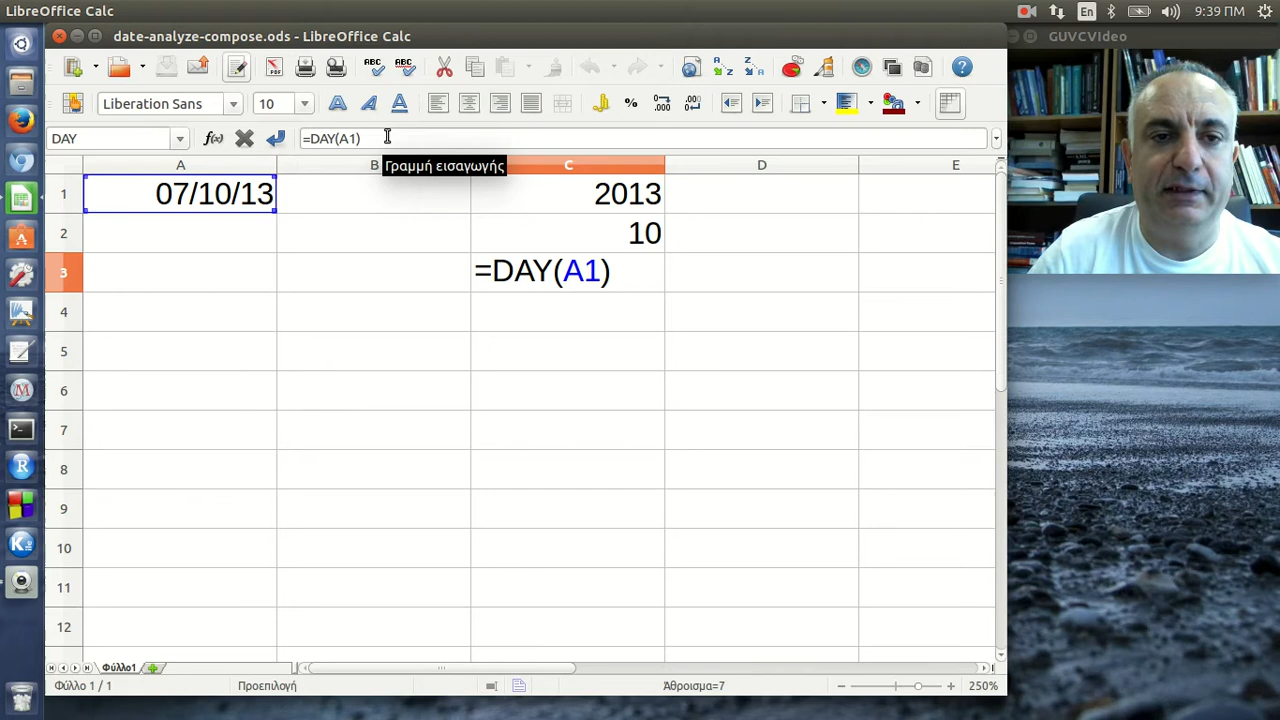 LibreOffice Calc
En
9:39 ΠΜ
date-analyze-compose.ods - LibreOffice Calc
GUVCVIdeo
Liberation Sans
10
DAY
=DAY(A1)
Γραμμή εισαγωγής
A
B
C
D
E
1
07/10/13
2013
2
10
3
=DAY(A1)
4
5
6
7
8
9
10
11
12
Φύλλο1
Φύλλο 1 / 1
Προεπιλογή
Άθροισμα=7
250%